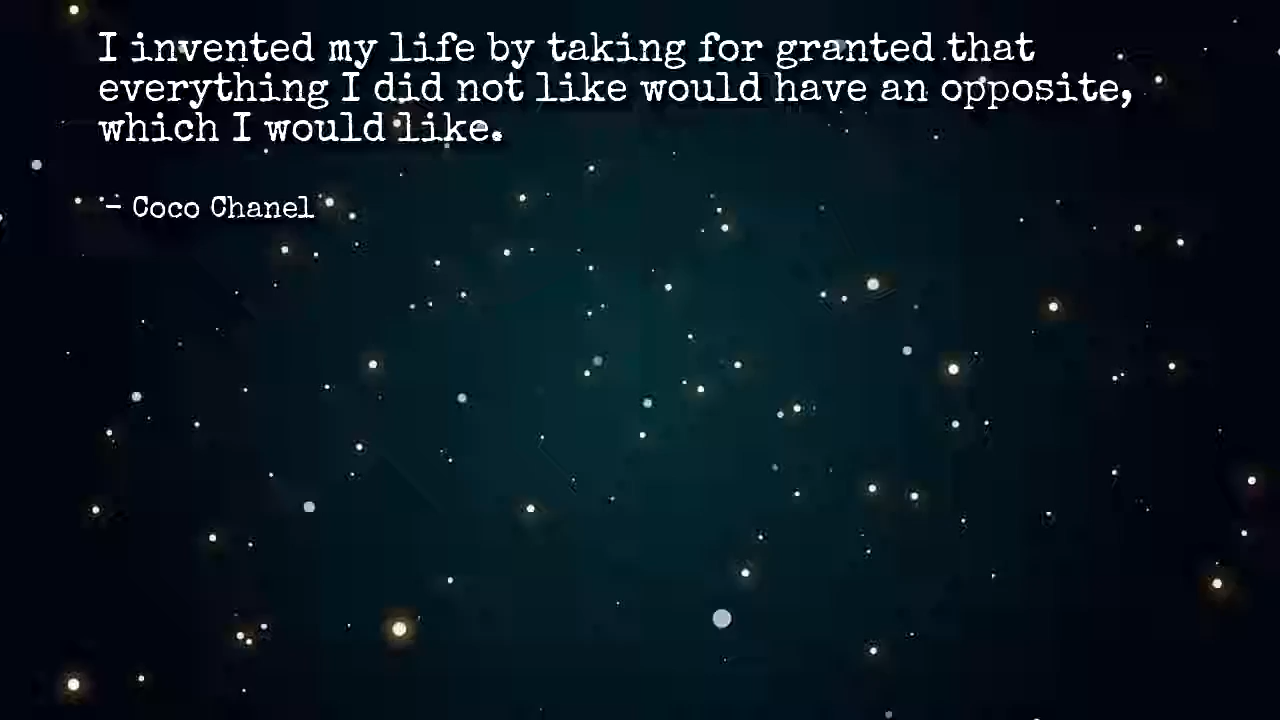 I invented my life by taking for granted that
everything I did not like would have an opposite,
which I would like.
- Coco Chanel